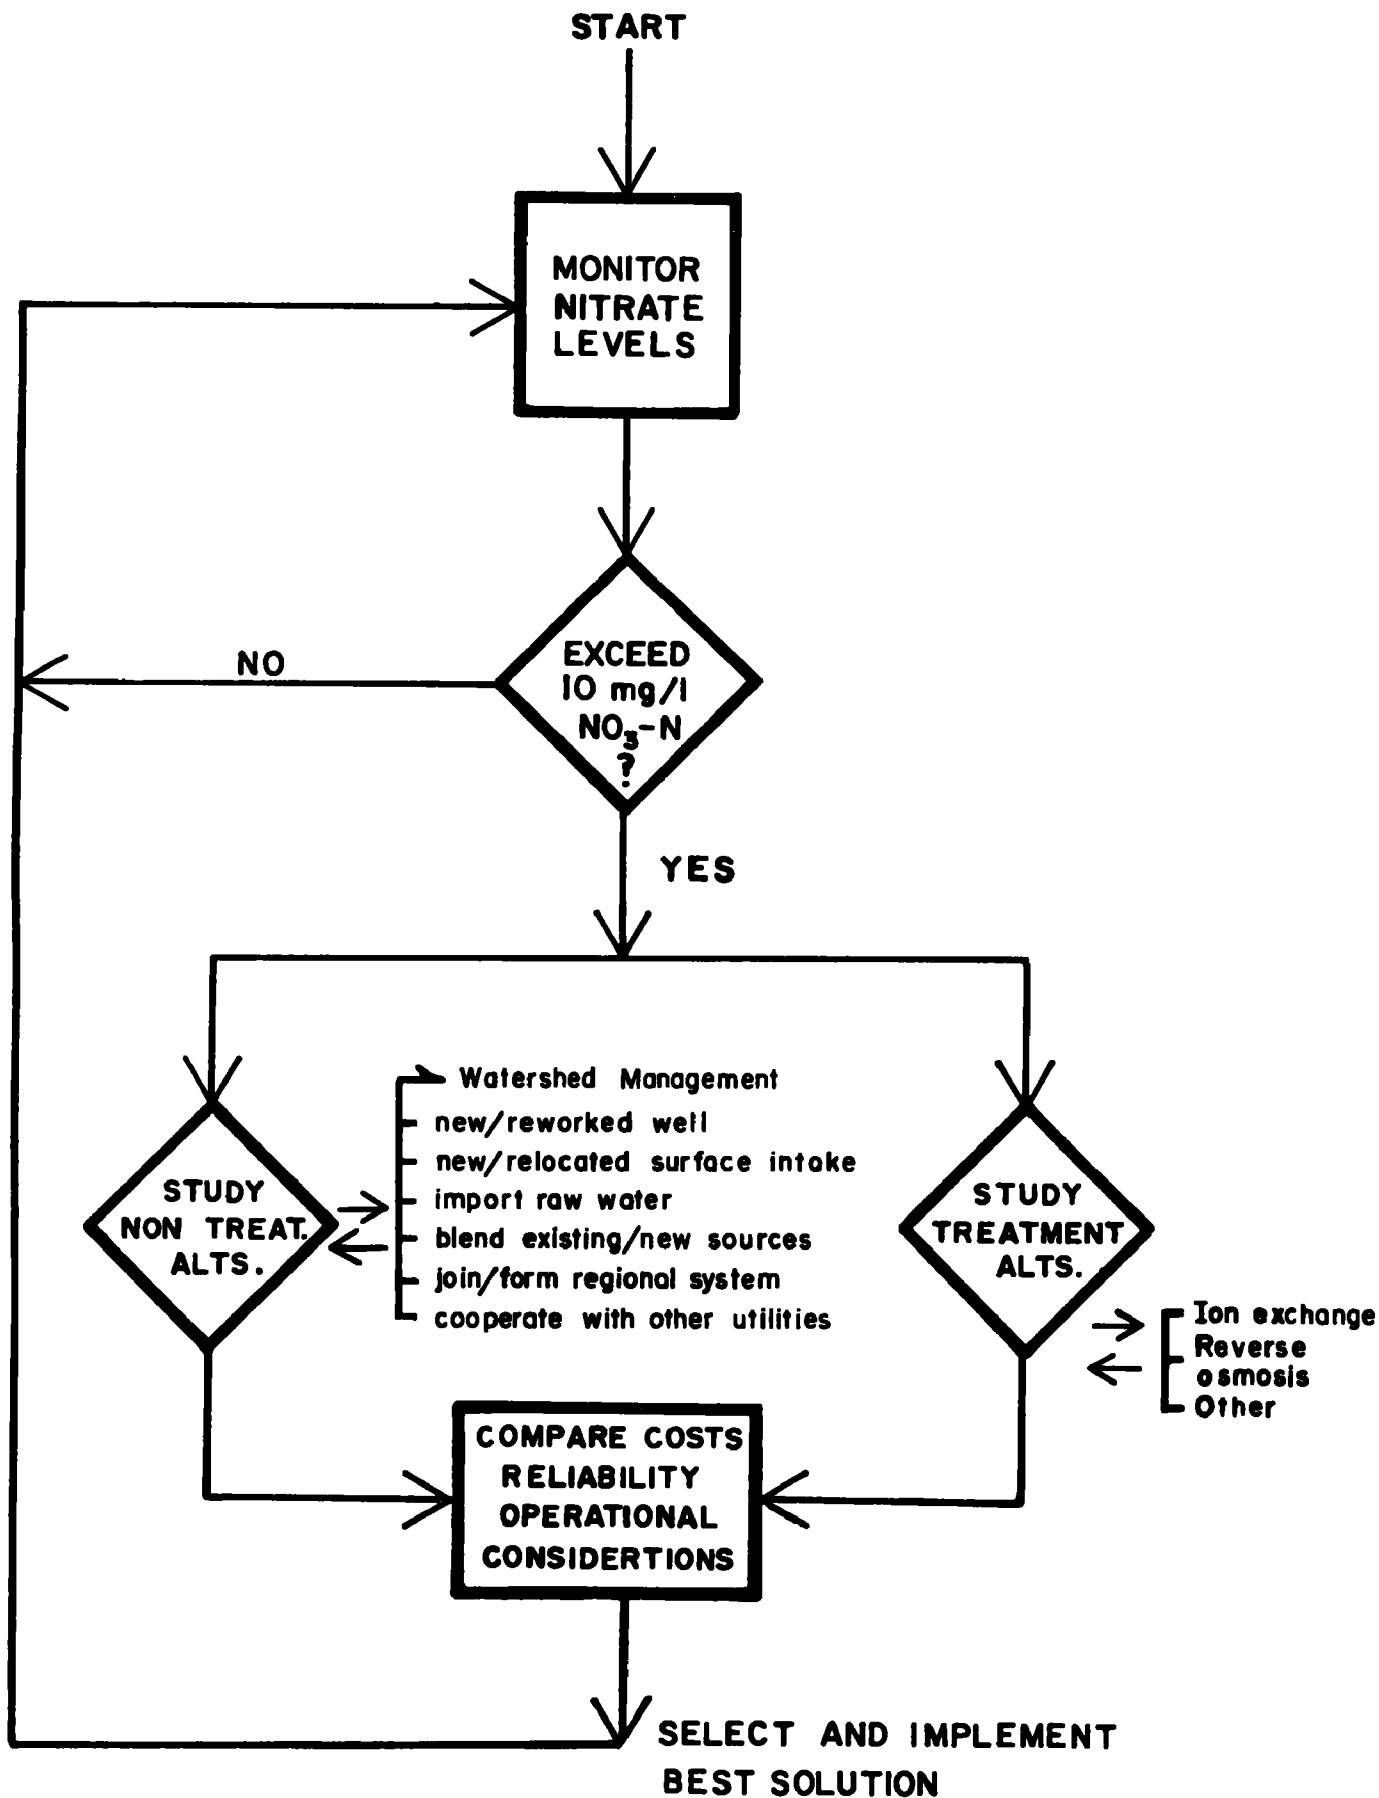 START
MONITOR
NITRATE
LEVELS
NO
EXCEED
10 mg/l
NO₃-N
?
YES
Watershed Management
new/reworked well
new/relocated surface intake
import raw water
blend existing/new sources
join/form regional system
cooperate with other utilities
STUDY
NON TREAT.
ALTS.
STUDY
TREATMENT
ALTS.
Ion exchange
Reverse
osmosis
Other
COMPARE COSTS
RELIABILITY
OPERATIONAL
CONSIDERTIONS
SELECT AND IMPLEMENT
BEST SOLUTION